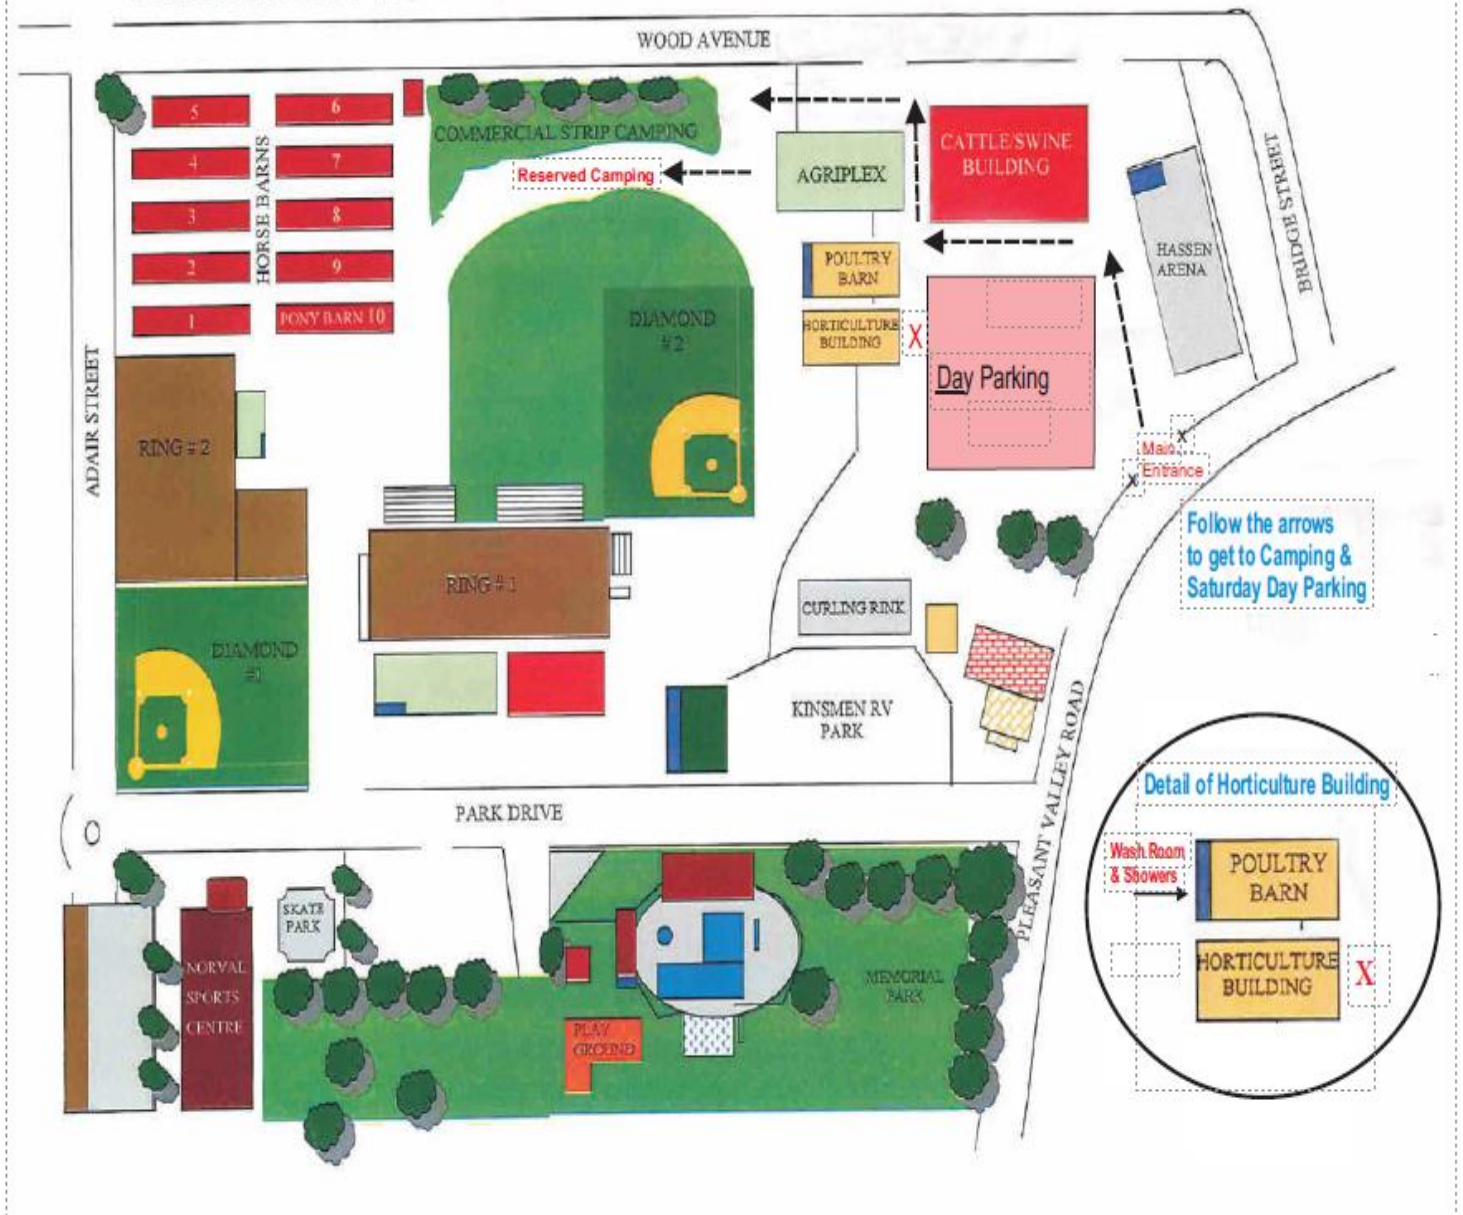 WOOD AVENUE
5
6
COMMERCIAL STRIP CAMPING
CATTLE/SWINE
BUILDING
4
7
Reserved Camping
AGRIPLEX
BRIDGE STREET
HORSE BARNS
3
8
HASSEN
ARENA
2
9
POULTRY
BARN
1
PONY BARN 10
DIAMOND
# 2
HORTICULTURE
BUILDING
X
Day Parking
ADAIR STREET
RING # 2
X
Main
Entrance
X
Follow the arrows
to get to Camping &
Saturday Day Parking
RING # 1
CURLING RINK
DIAMOND
#1
KINSMEN RV
PARK
PLEASANT VALLEY ROAD
PARK DRIVE
Detail of Horticulture Building
Wash Room
& Showers
POULTRY
BARN
HORTICULTURE
BUILDING
X
SKATE
PARK
NORVAL
SPORTS
CENTRE
MEMORIAL
PARK
PLAY
GROUND